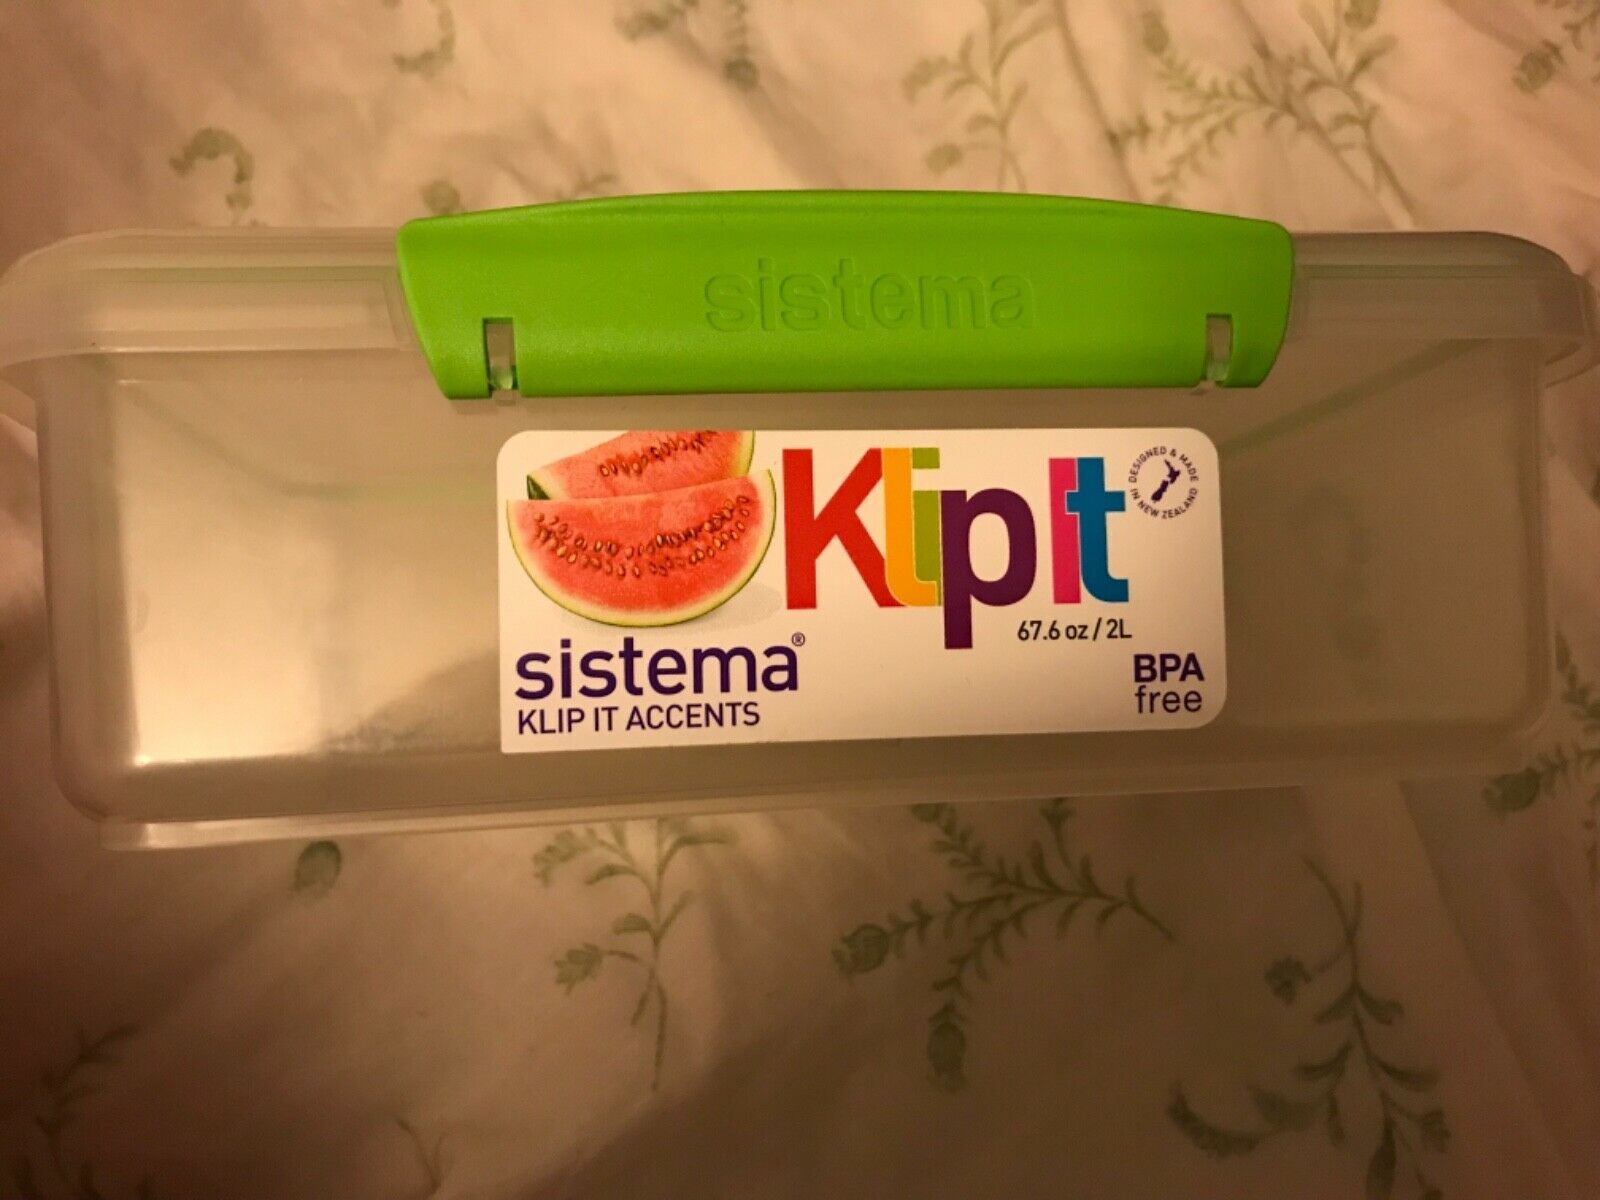 sistema
Klip It
DESIGNED & MADE
IN NEW ZEALAND
67.6 oz / 2L
sistema®
KLIP IT ACCENTS
BPA
free